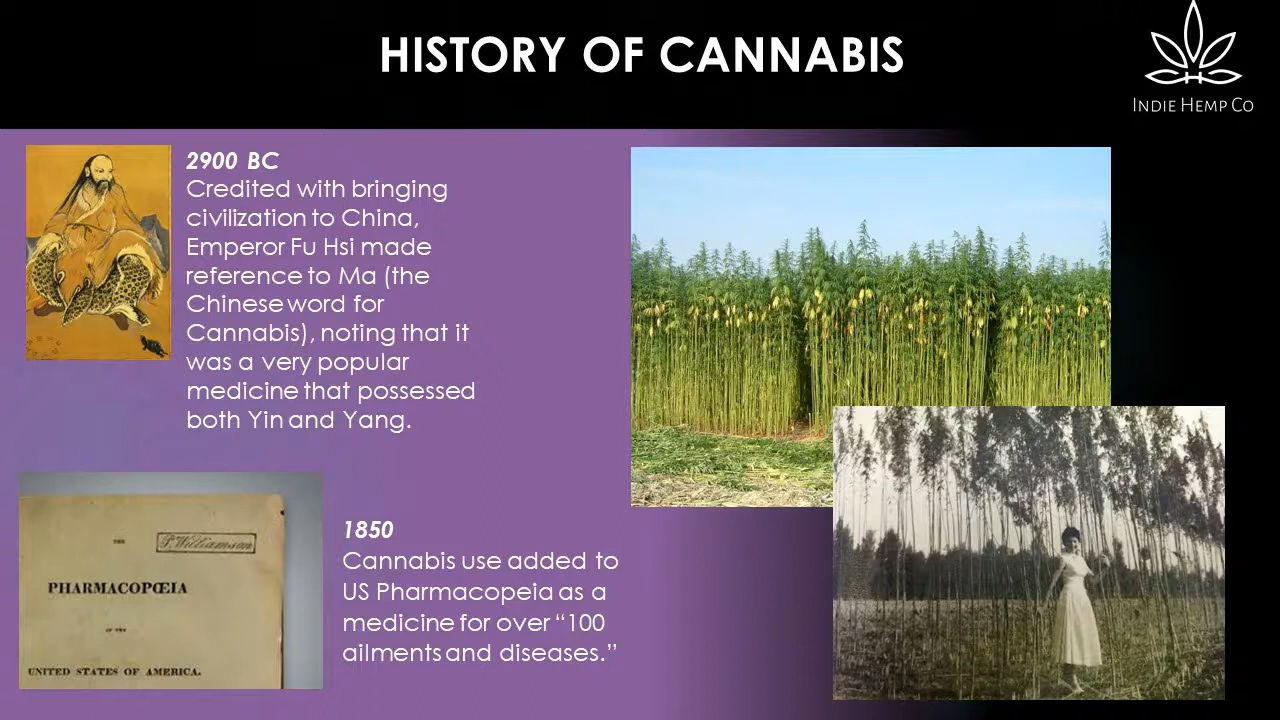 HISTORY OF CANNABIS
INDIE HEMP CO
2900 BC
Credited with bringing
civilization to China,
Emperor Fu Hsi made
reference to Ma (the
Chinese word for
Cannabis), noting that it
was a very popular
medicine that possessed
both Yin and Yang.
THE
P. Williamson
PHARMACOPŒIA
OF THE
UNITED STATES OF AMERICA.
1850
Cannabis use added to
US Pharmacopeia as a
medicine for over “100
ailments and diseases.”